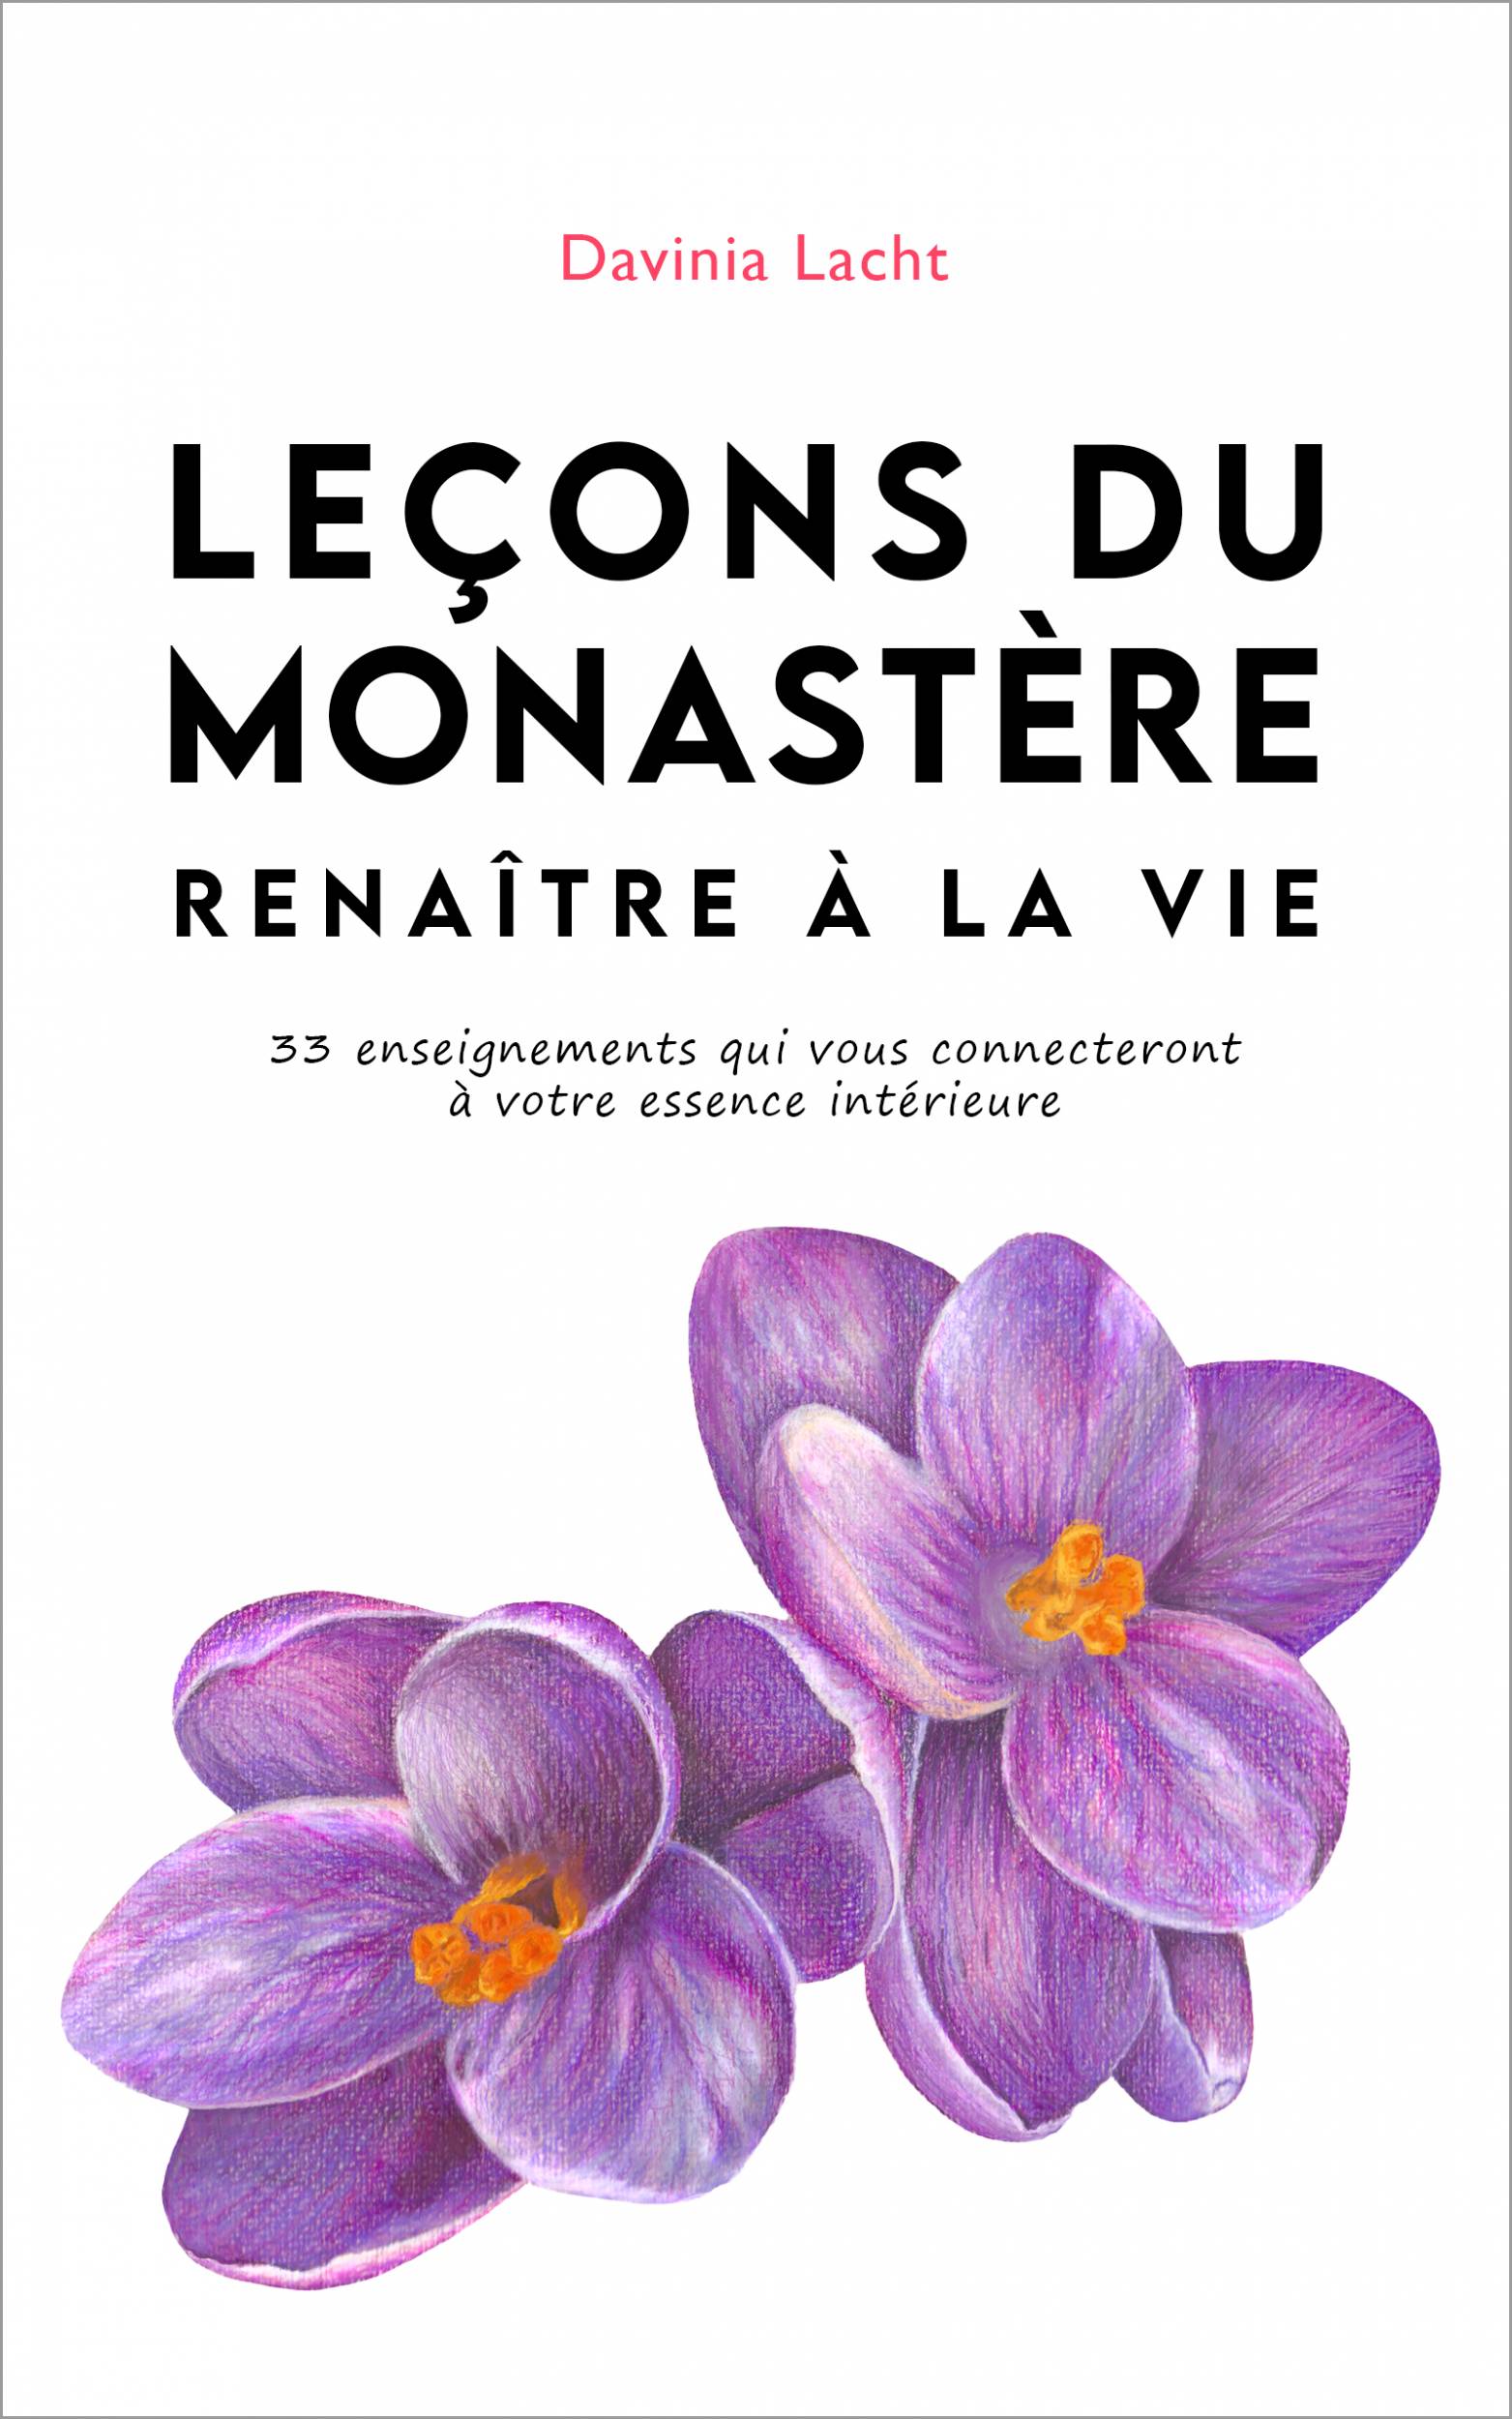 Davinia Lacht
LEÇONS DU
MONASTÈRE
RENAÎTRE À LA VIE
33 enseignements qui vous connecteront
à votre essence intérieure